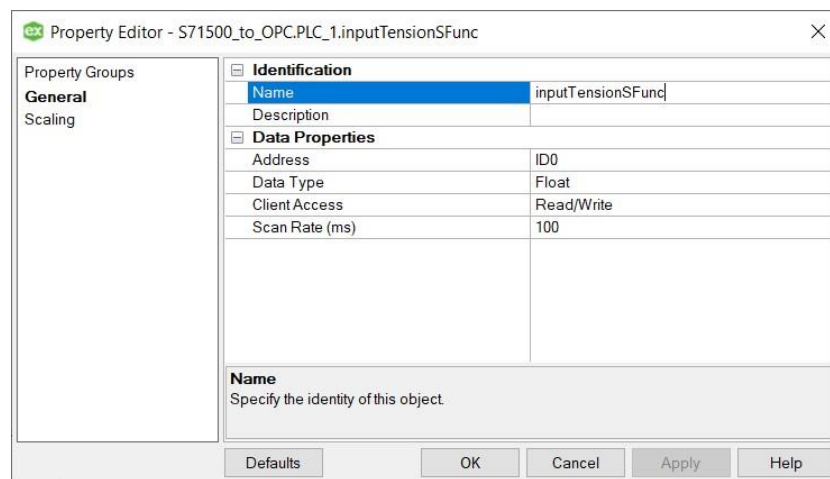 ex Property Editor - S71500_to_OPC.PLC_1.inputTensionSFunc
Property Groups
General
Scaling
Identification
Name inputTensionSFunc
Description
Data Properties
Address ID0
Data Type Float
Client Access Read/Write
Scan Rate (ms) 100
Name
Specify the identity of this object.
Defaults OK Cancel Apply Help